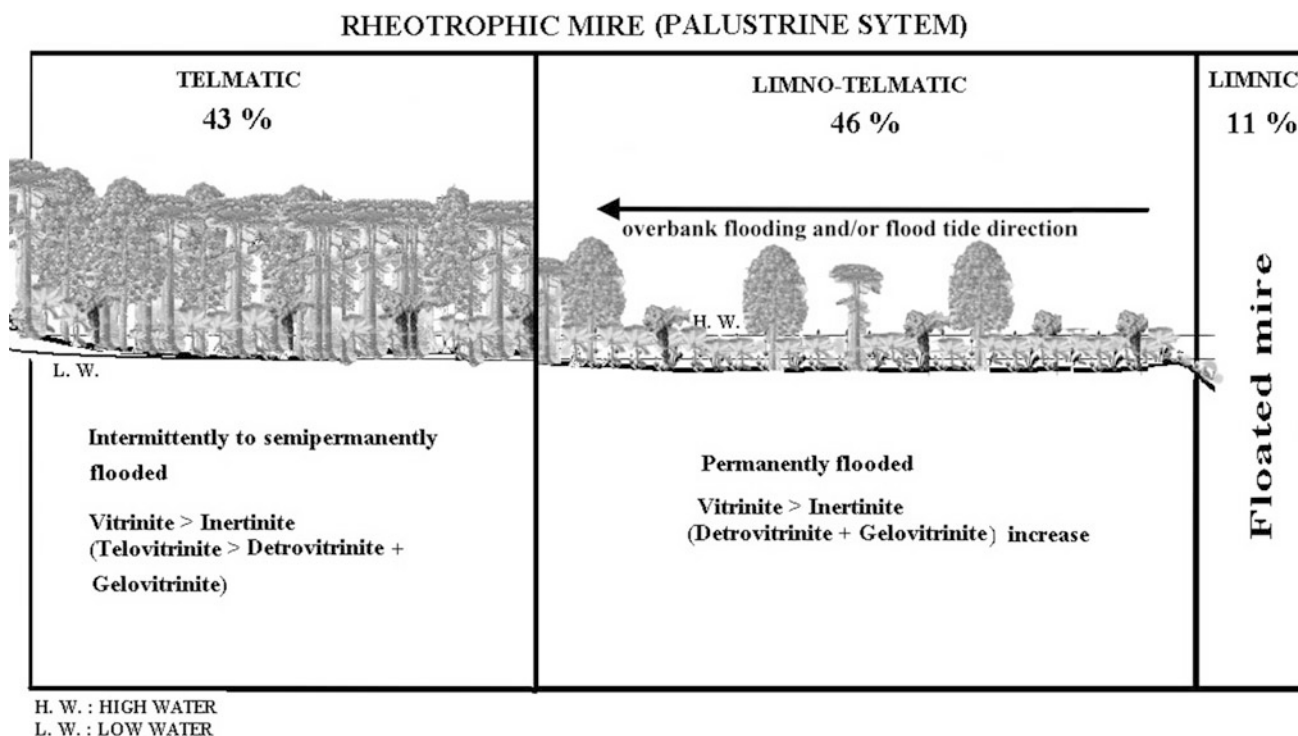 RHEOTROPHIC MIRE (PALUSTRINE SYTEM)
TELMATIC
43 %
LIMNO-TELMATIC
46 %
LIMNIC
11 %
overbank flooding and/or flood tide direction
H. W.
L. W.
Floated mire
Intermittently to semipermanently
flooded
Vitrinite > Inertinite
(Telovitrinite > Detrovitrinite +
Gelovitrinite)
Permanently flooded
Vitrinite > Inertinite
(Detrovitrinite + Gelovitrinite) increase
H. W. : HIGH WATER
L. W. : LOW WATER